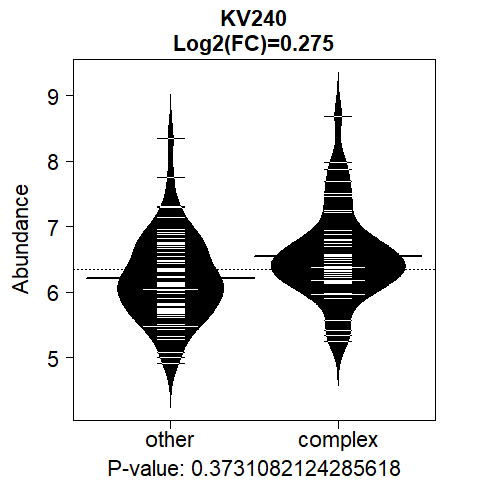 KV240
Log2(FC)=0.275
Abundance
9
8
7
6
5
other complex
P-value: 0.3731082124285618